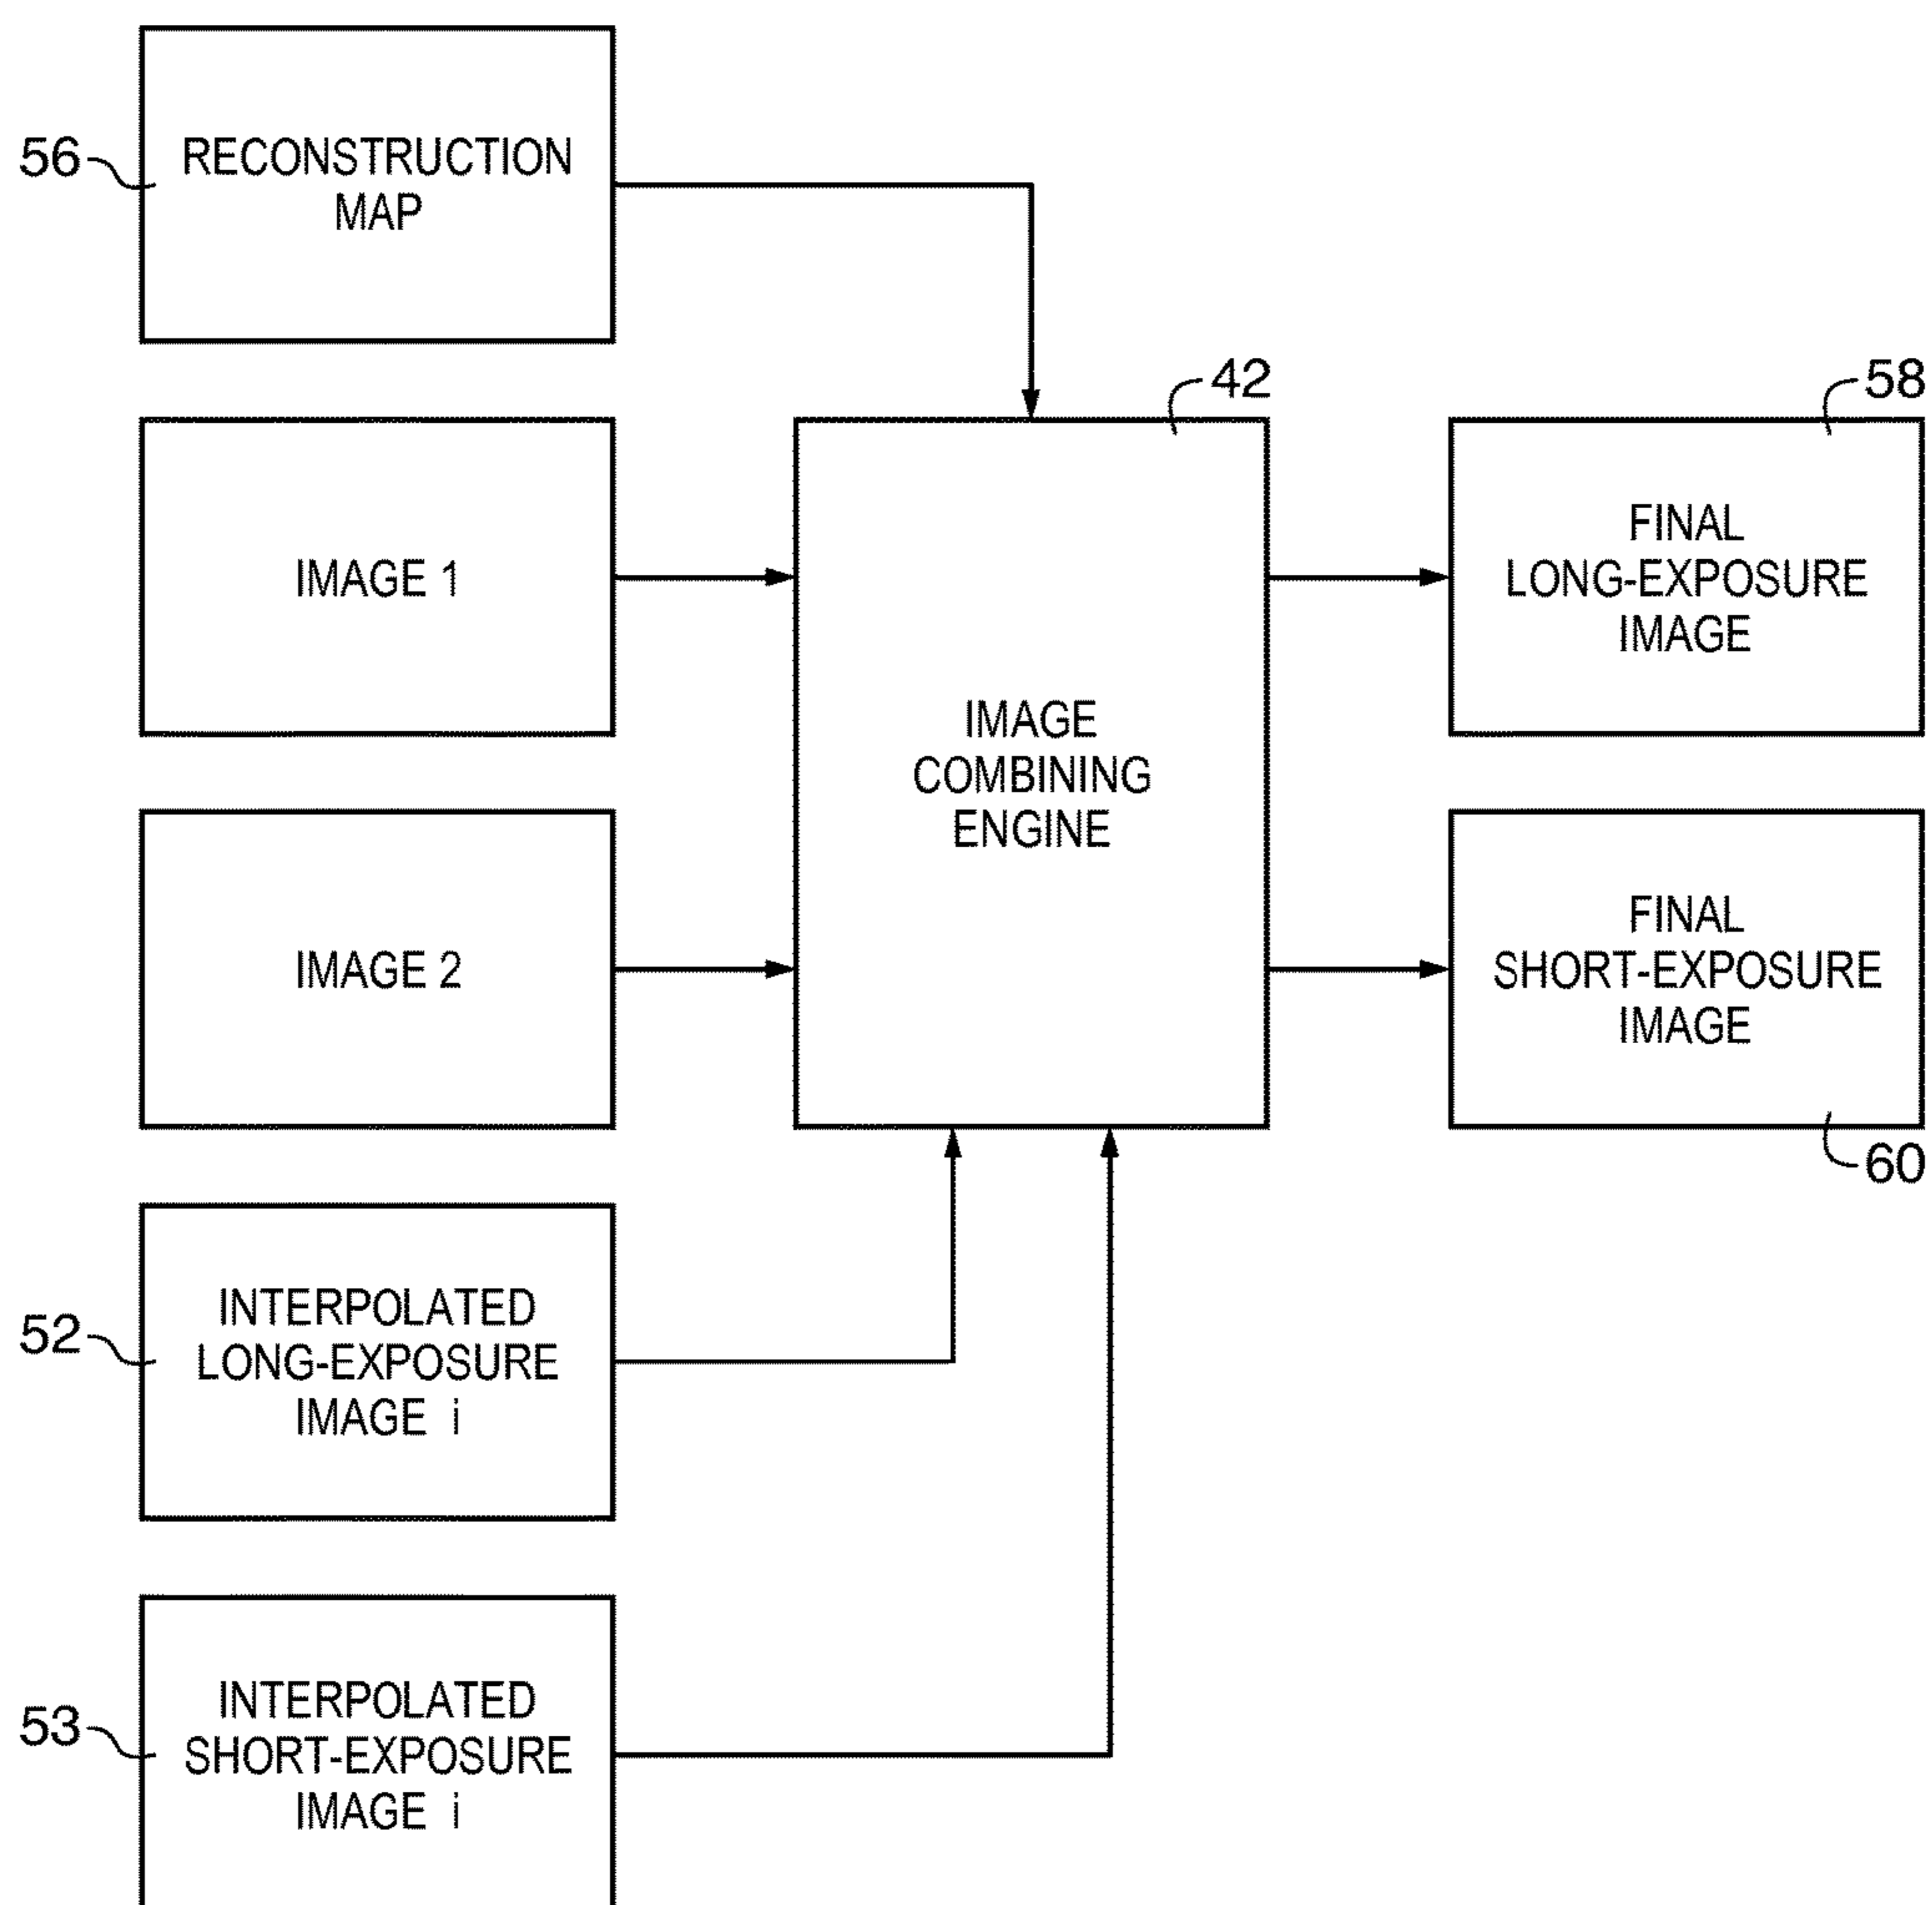 56
RECONSTRUCTION
MAP
42
58
IMAGE 1
FINAL
LONG-EXPOSURE
IMAGE
IMAGE
COMBINING
ENGINE
IMAGE 2
FINAL
SHORT-EXPOSURE
IMAGE
60
52
INTERPOLATED
LONG-EXPOSURE
IMAGE i
53
INTERPOLATED
SHORT-EXPOSURE
IMAGE i